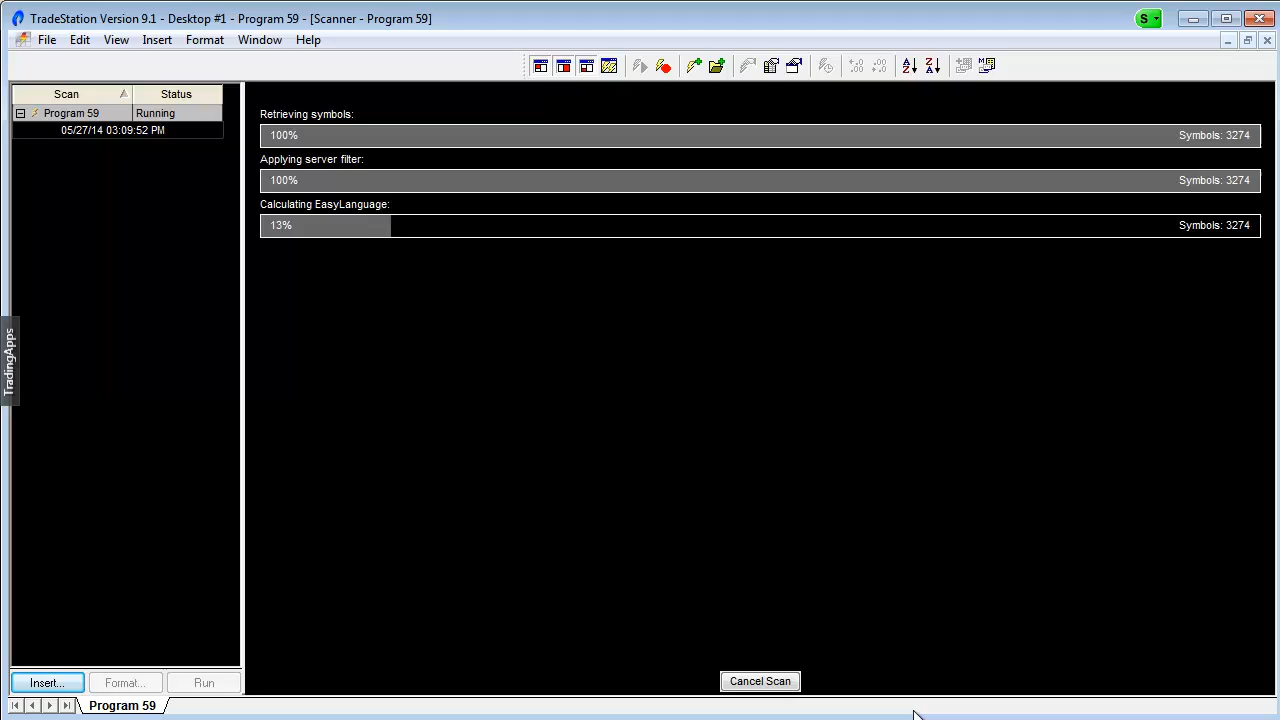 TradeStation Version 9.1 - Desktop #1 - Program 59 - [Scanner - Program 59]
S
File Edit View Insert Format Window Help
Scan Status
Program 59 Running
05/27/14 03:09:52 PM
Retrieving symbols:
100% Symbols: 3274
Applying server filter:
100% Symbols: 3274
Calculating EasyLanguage:
13% Symbols: 3274
TradingApps
Cancel Scan
Insert... Format... Run
Program 59